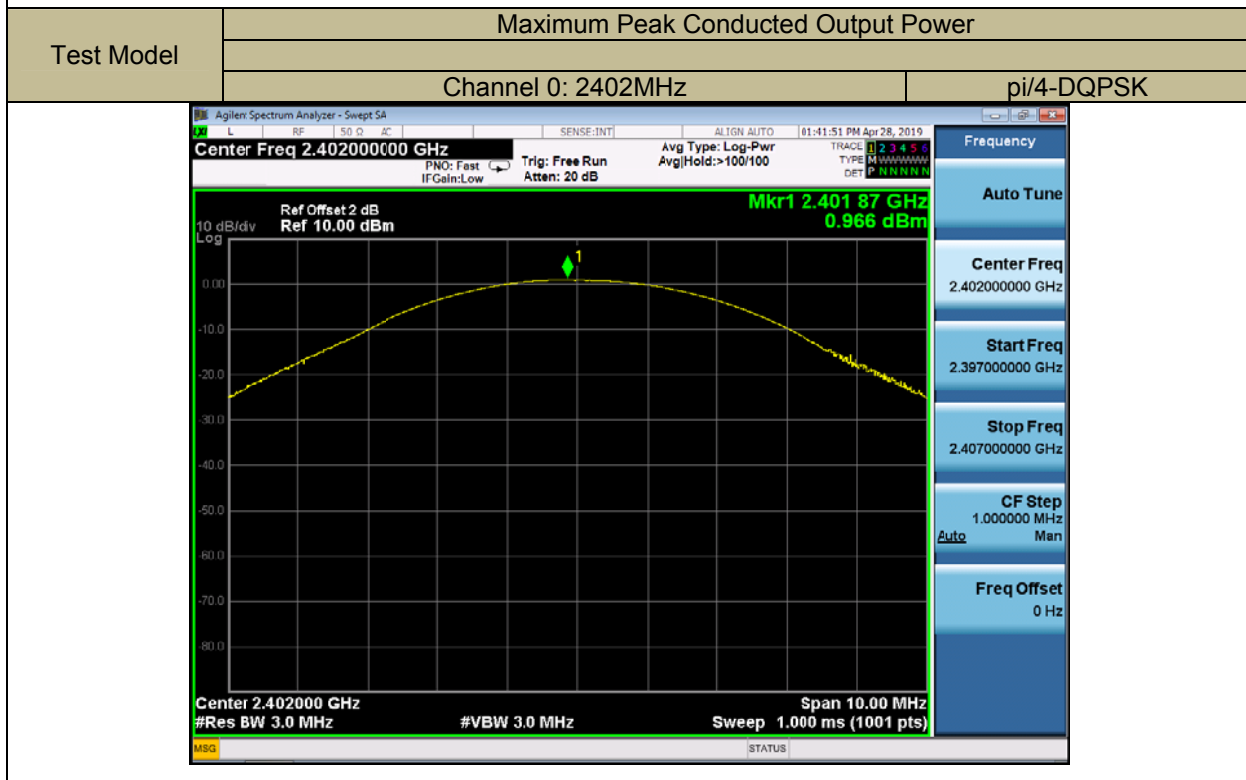 Test Model
Maximum Peak Conducted Output Power
Channel 0: 2402MHz
pi/4-DQPSK
Agilent Spectrum Analyzer - Swept SA
L RF 50 Ω AC SENSE:INT ALIGN AUTO 01:41:51 PM Apr 28, 2019
Center Freq 2.402000000 GHz
PNO: Fast
IFGain:Low
Trig: Free Run
Atten: 20 dB
Avg Type: Log-Pwr
Avg|Hold:>100/100
TRACE 1 2 3 4 5 6
TYPE M W W W W W
DET P N N N N N
Mkr1 2.401 87 GHz
0.966 dBm
Ref Offset 2 dB
10 dB/div Ref 10.00 dBm
Log
1
0.00
-10.0
-20.0
-30.0
-40.0
-50.0
-60.0
-70.0
-80.0
Center 2.402000 GHz
Span 10.00 MHz
#Res BW 3.0 MHz
#VBW 3.0 MHz
Sweep 1.000 ms (1001 pts)
MSG
STATUS
Frequency
Auto Tune
Center Freq
2.402000000 GHz
Start Freq
2.397000000 GHz
Stop Freq
2.407000000 GHz
CF Step
1.000000 MHz
Auto Man
Freq Offset
0 Hz